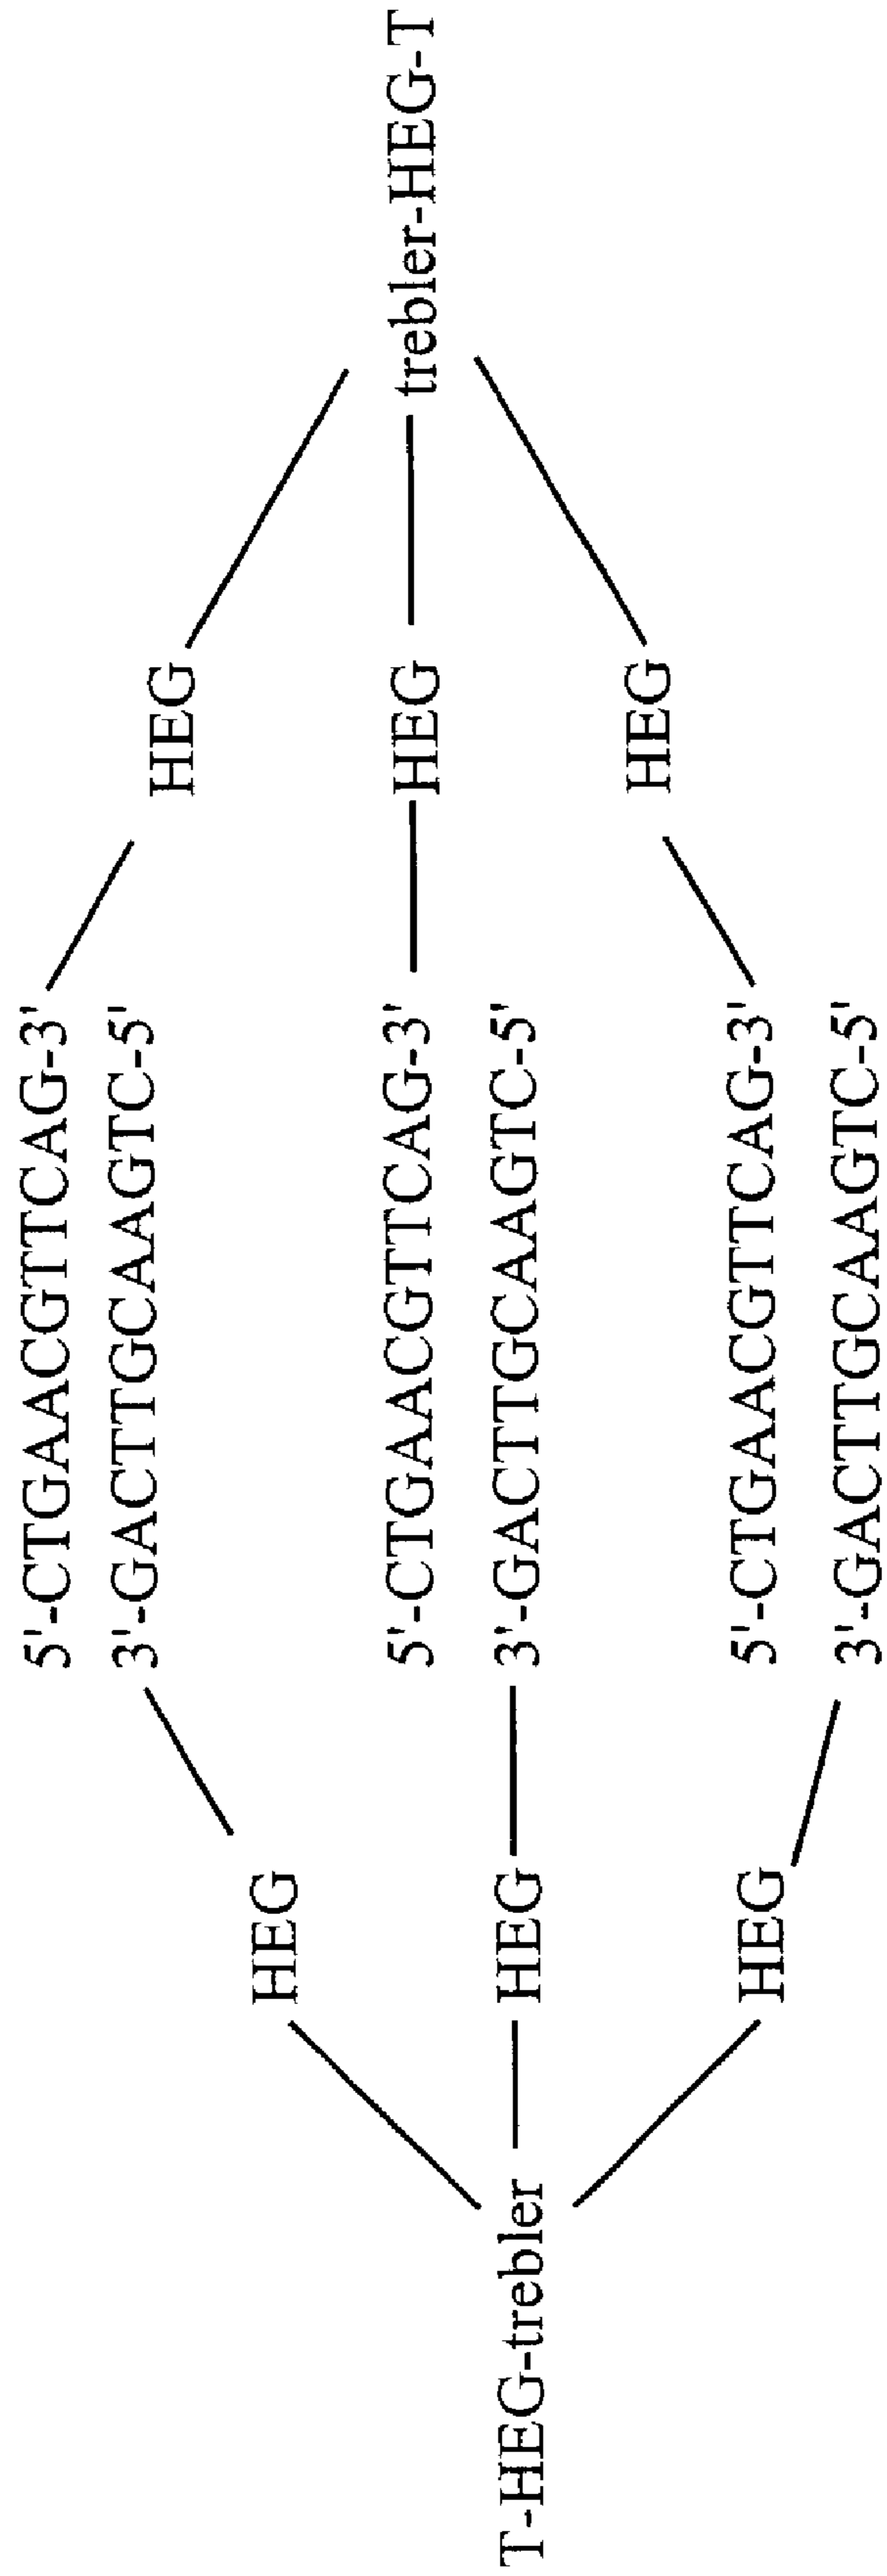 5'-CTGAACGTTCAG-3'
3'-GACTTGCAAGTC-5'
HEG
HEG
5'-CTGAACGTTCAG-3' HEG trebler-HEG-T
T-HEG-trebler HEG 3'-GACTTGCAAGTC-5'
HEG
5'-CTGAACGTTCAG-3'
HEG
3'-GACTTGCAAGTC-5'